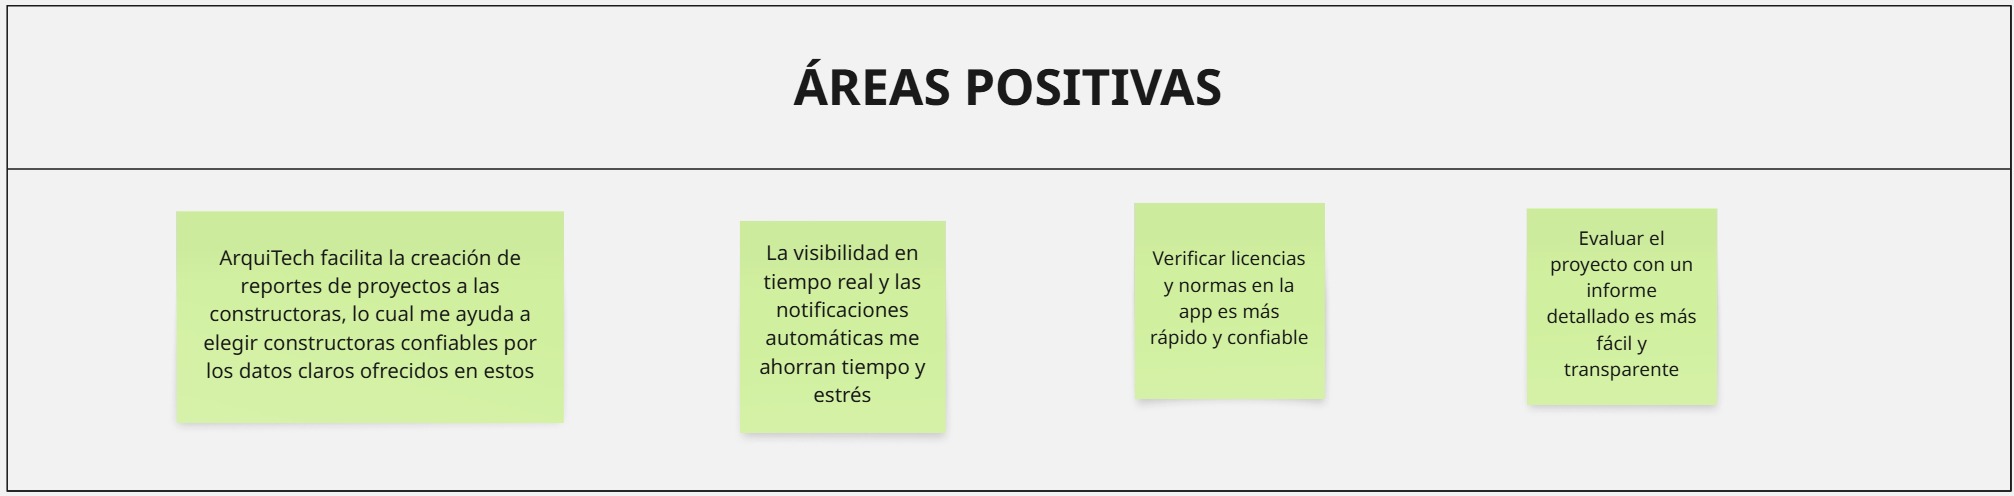 ÁREAS POSITIVAS
ArquiTech facilita la creación de
reportes de proyectos a las
constructoras, lo cual me ayuda a
elegir constructoras confiables por
los datos claros ofrecidos en estos
La visibilidad en
tiempo real y las
notificaciones
automáticas me
ahorran tiempo y
estrés
Verificar licencias
y normas en la
app es más
rápido y confiable
Evaluar el
proyecto con un
informe
detallado es más
fácil y
transparente